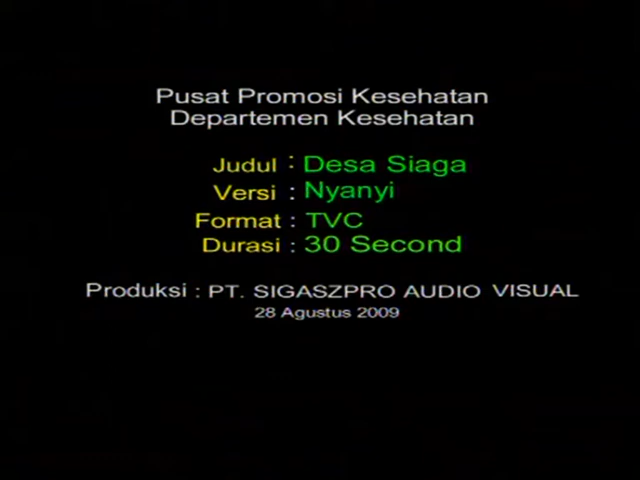 Pusat Promosi Kesehatan
Departemen Kesehatan
Judul : Desa Siaga
Versi : Nyanyi
Format : TVC
Durasi : 30 Second
Produksi : PT. SIGASZPRO AUDIO VISUAL
28 Agustus 2009